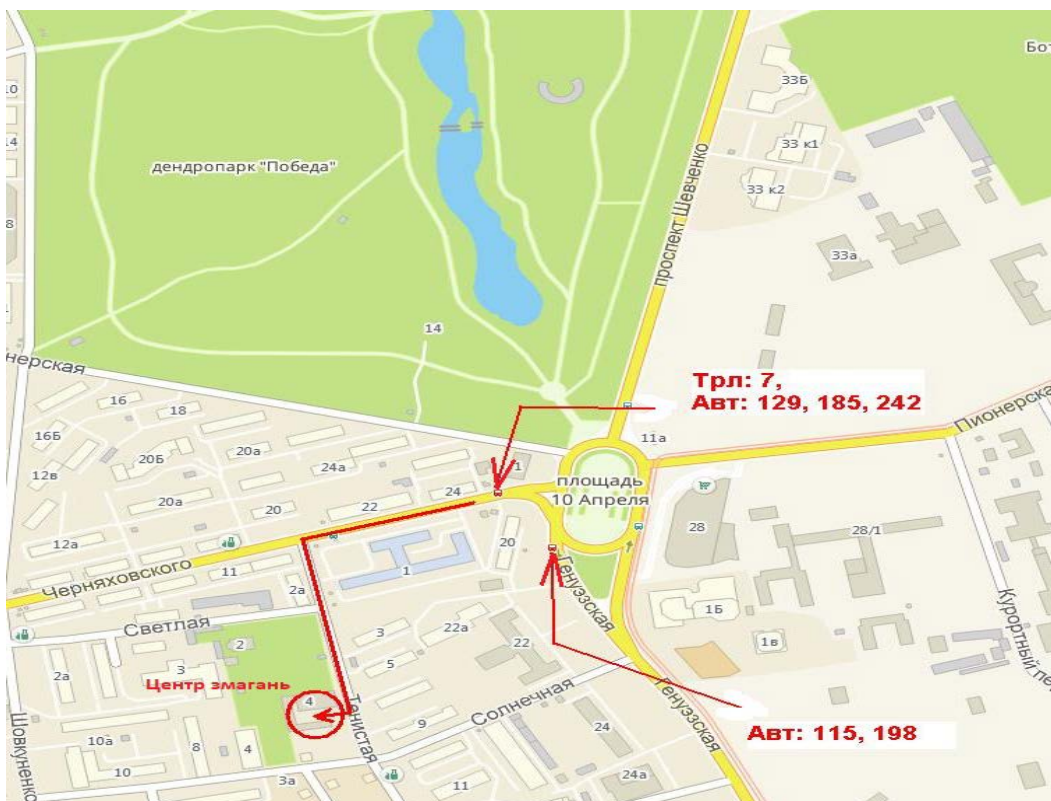 Бот
33Б
10
14
33 к1
дендропарк "Победа"
33 к2
проспект Шевченко
8
33а
14
нерская
Трл: 7,
Авт: 129, 185, 242
16
18
Пионерская
16Б
20Б
20а
11а
1
12в
24а
площадь
10 Апреля
24
22
20а
20
28
28/1
12а
20
11
1
Черняховского
Генуэзская
2а
1Б
Светлая
3
22а
22
1в
2
Курортный пе
2а
3
5
Солнечная
Центр змагань
4
Тенистая
Генуэзская
9
24
Авт: 115, 198
Шовкуненко
10а
8
4
10
3а
11
24а